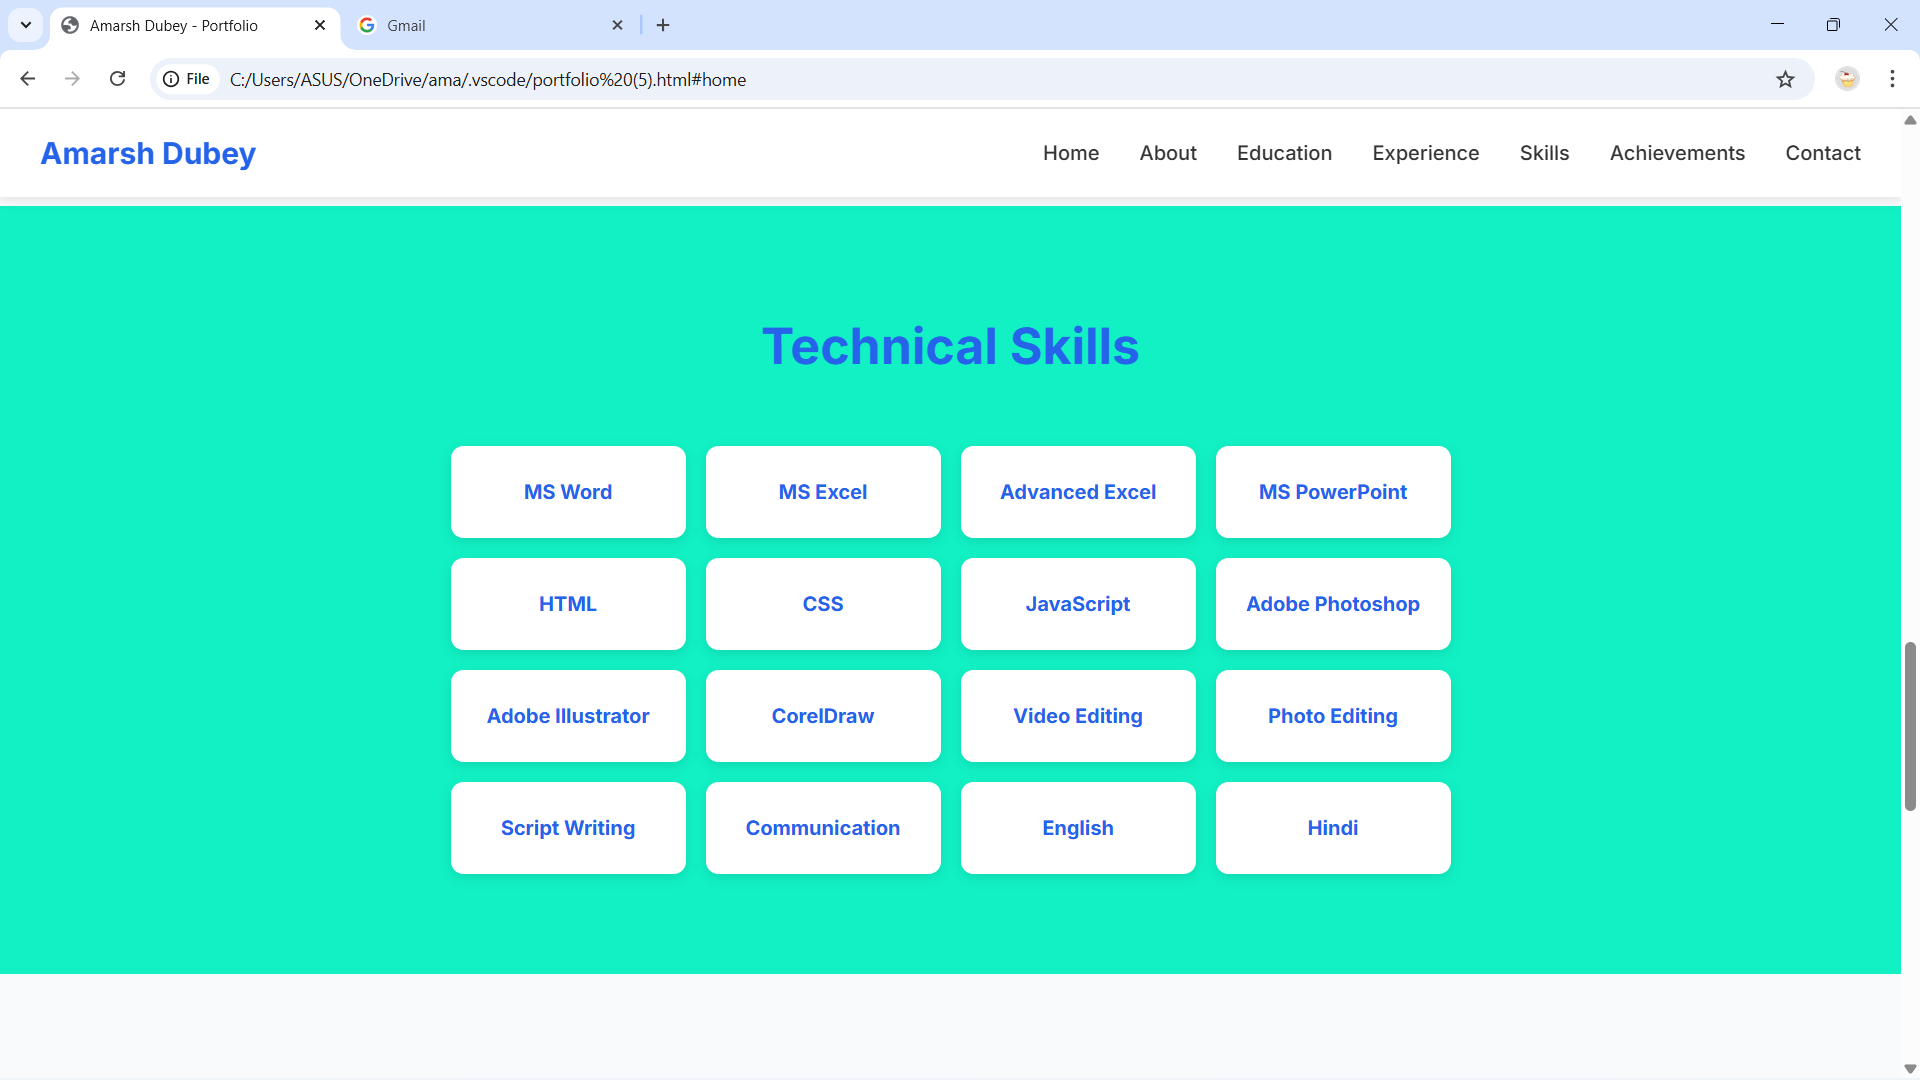 Amarsh Dubey - Portfolio
Gmail
File
C:/Users/ASUS/OneDrive/ama/.vscode/portfolio%20(5).html#home
Amarsh Dubey
Home About Education Experience Skills Achievements Contact
Technical Skills
MS Word MS Excel Advanced Excel MS PowerPoint
HTML CSS JavaScript Adobe Photoshop
Adobe Illustrator CorelDraw Video Editing Photo Editing
Script Writing Communication English Hindi